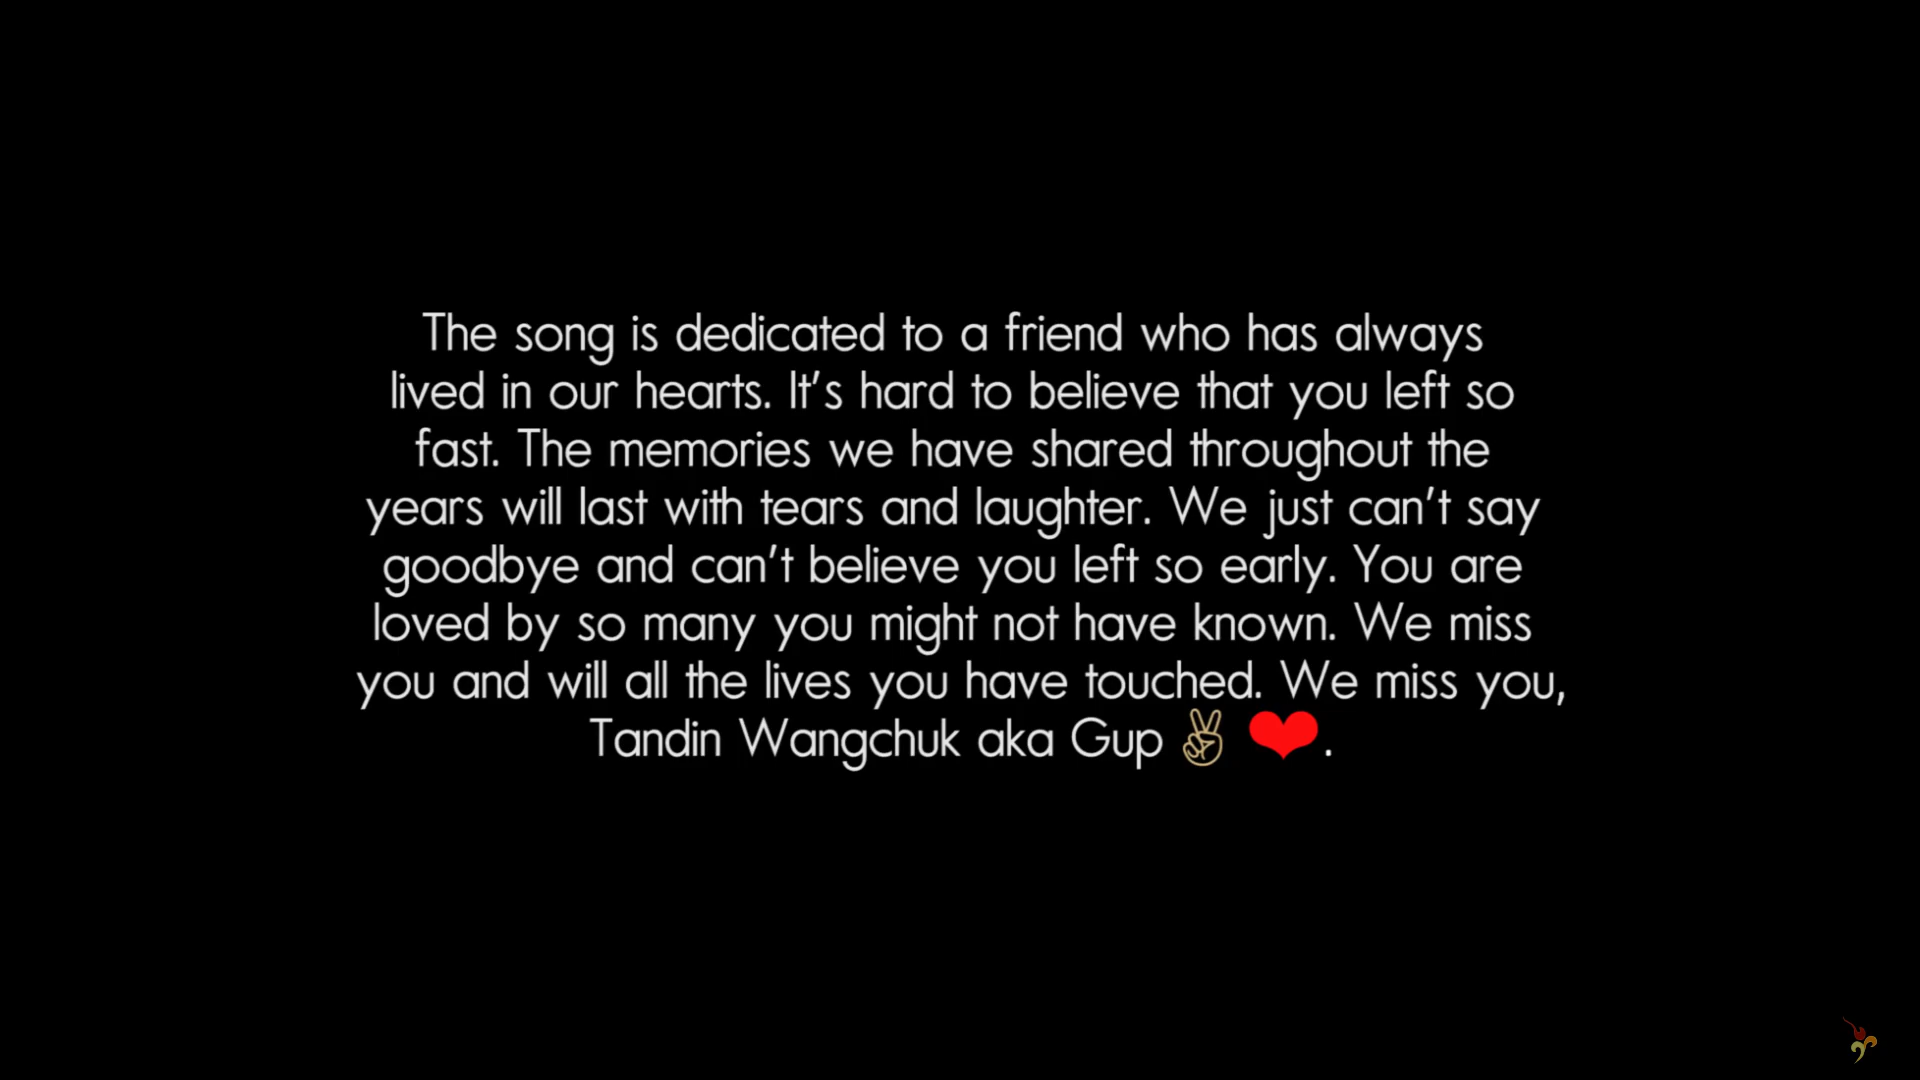 The song is dedicated to a friend who has always
lived in our hearts. It’s hard to believe that you left so
fast. The memories we have shared throughout the
years will last with tears and laughter. We just can’t say
goodbye and can’t believe you left so early. You are
loved by so many you might not have known. We miss
you and will all the lives you have touched. We miss you,
Tandin Wangchuk aka Gup ✌ ❤.